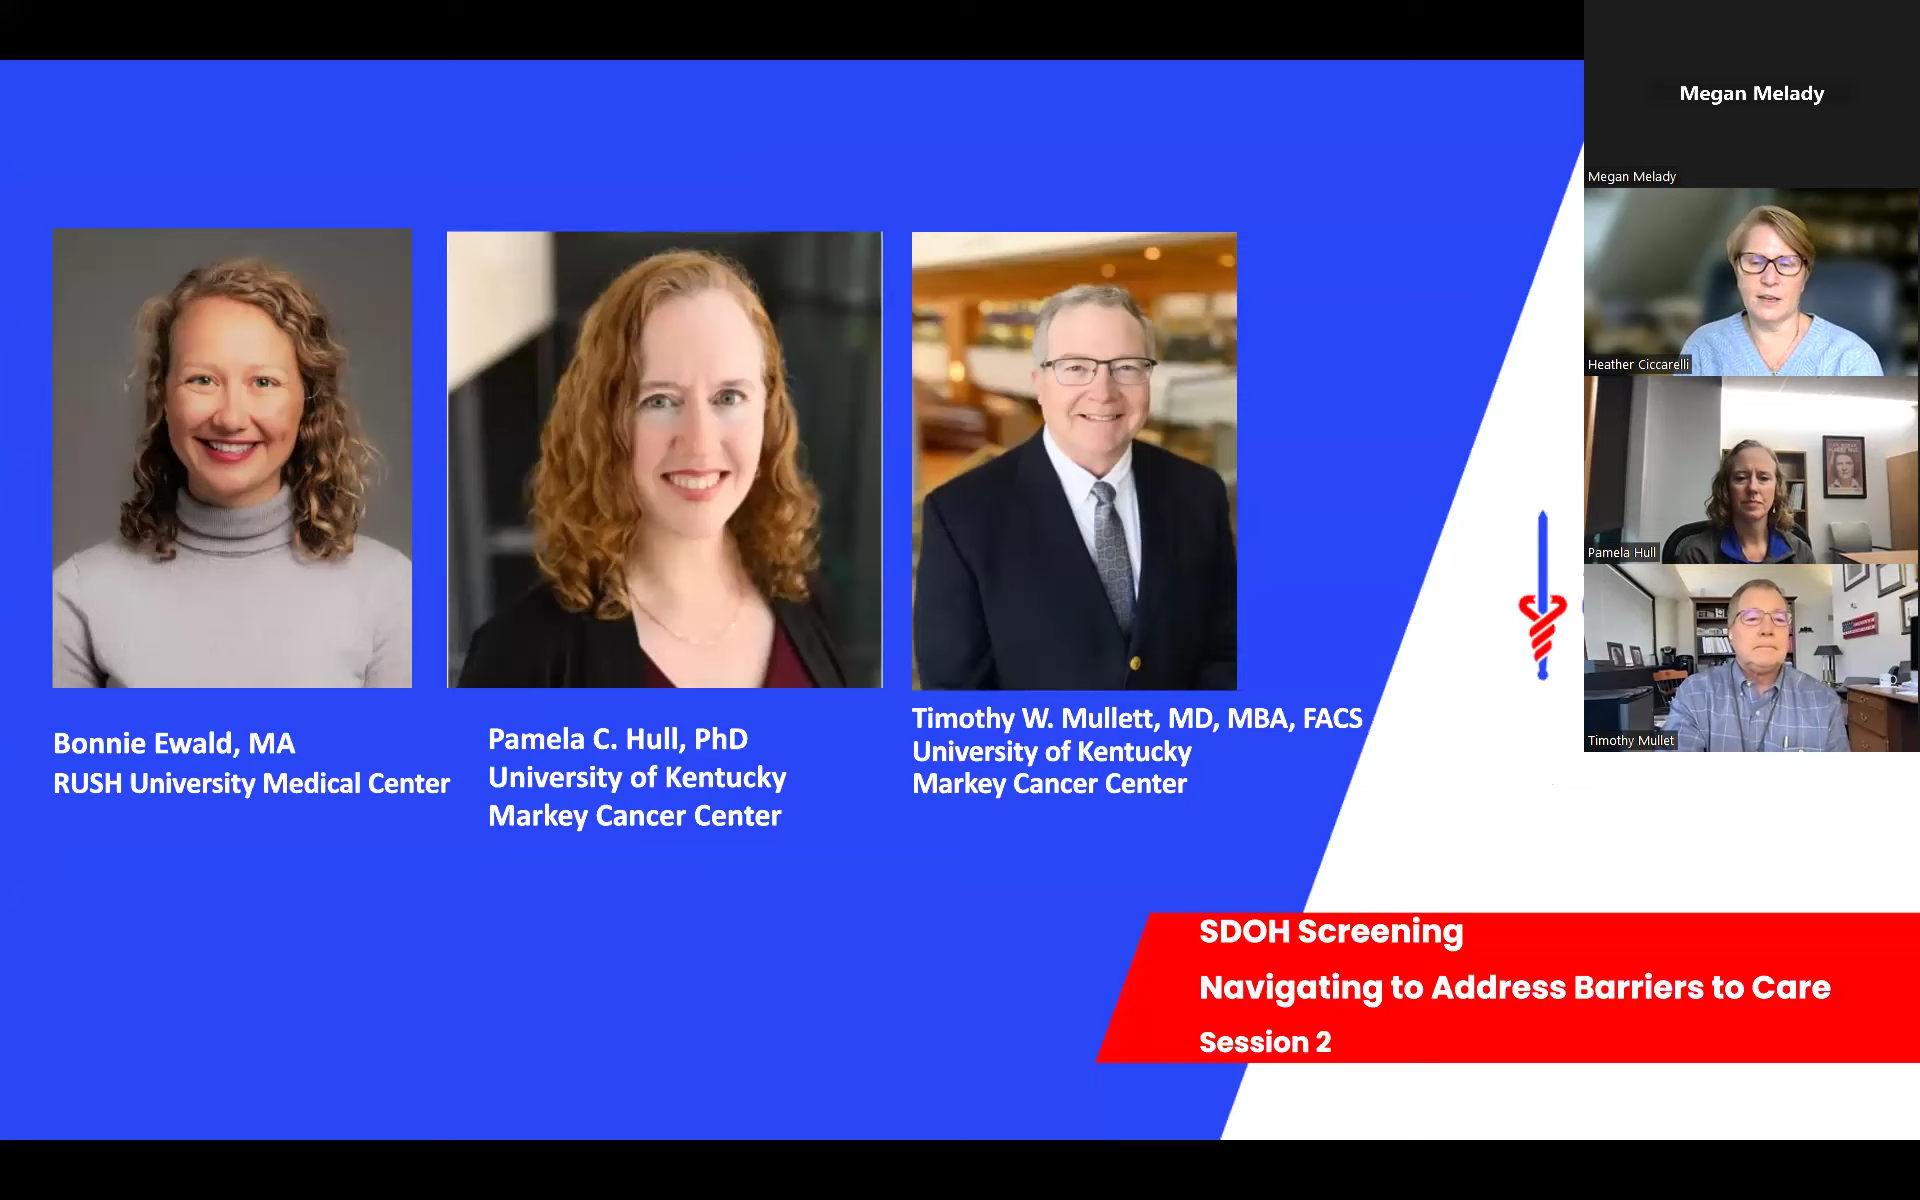 Bonnie Ewald, MA
RUSH University Medical Center
Pamela C. Hull, PhD
University of Kentucky
Markey Cancer Center
Timothy W. Mullett, MD, MBA, FACS
University of Kentucky
Markey Cancer Center
SDOH Screening
Navigating to Address Barriers to Care
Session 2
Megan Melady
Megan Melady
Heather Ciccarelli
Pamela Hull
Timothy Mullet